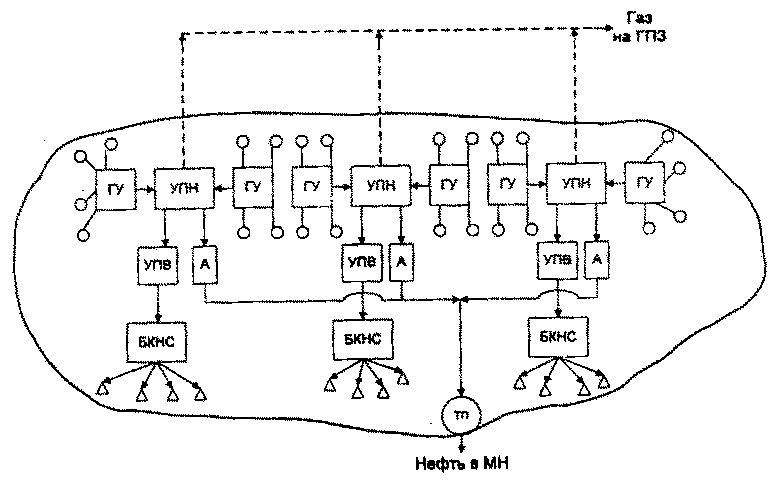 Газ
на ГПЗ
ГУ
УПН
ГУ
ГУ
УПН
ГУ
ГУ
УПН
ГУ
УПВ
А
УПВ
А
УПВ
А
БКНС
БКНС
БКНС
ТП
Нефть в МН